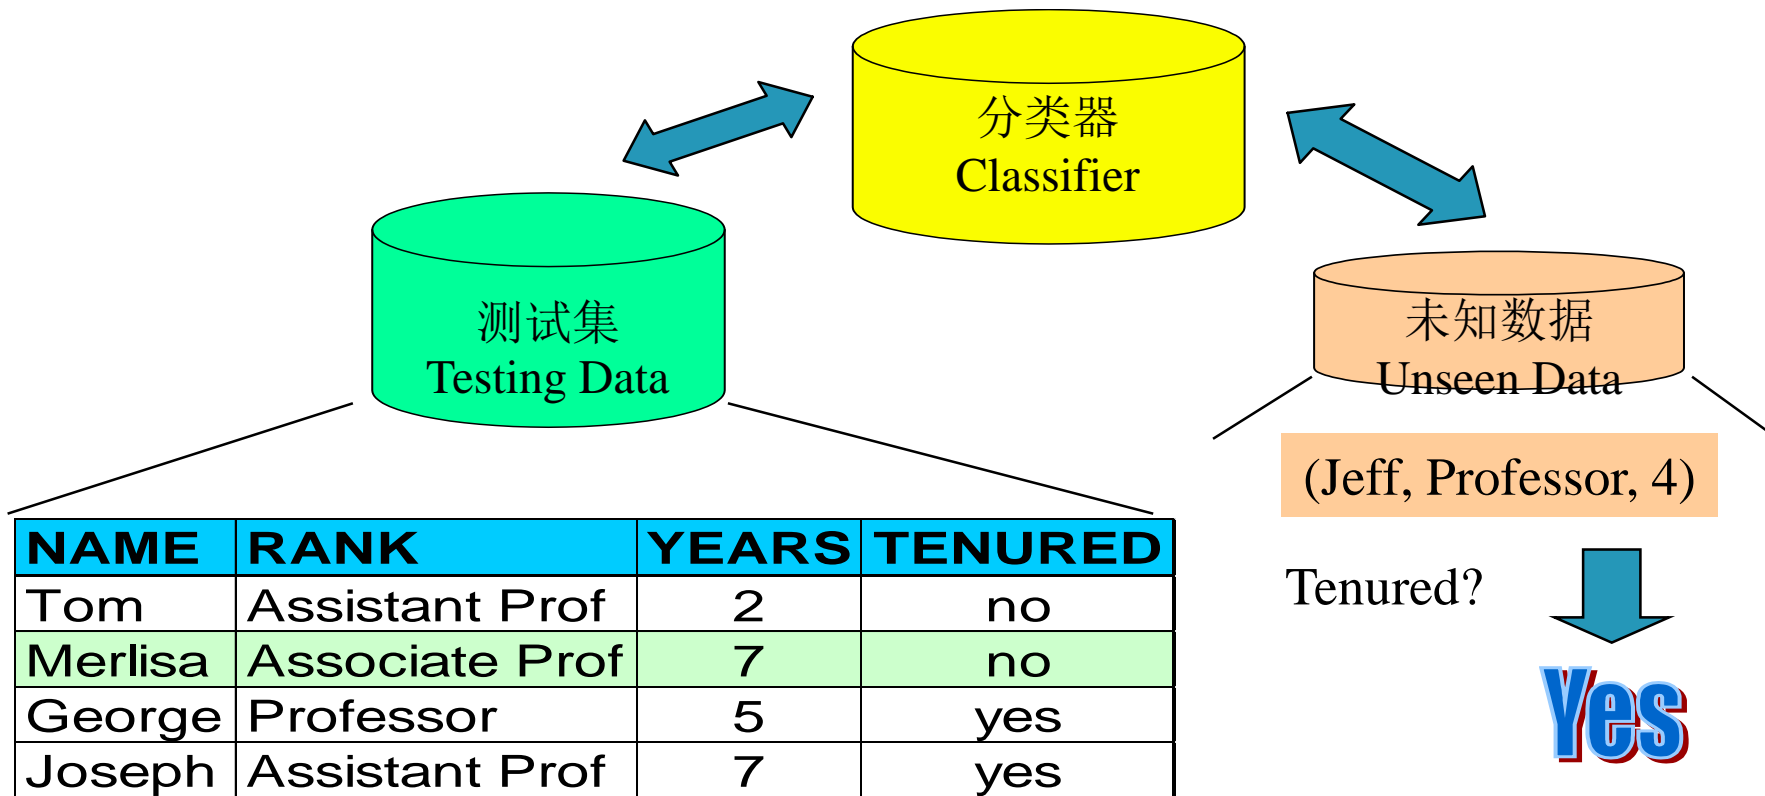 分类器
Classifier
测试集
Testing Data
未知数据
Unseen Data
(Jeff, Professor, 4)
NAME RANK YEARS TENURED
Tom Assistant Prof 2 no
Merlisa Associate Prof 7 no
George Professor 5 yes
Joseph Assistant Prof 7 yes
Tenured?
Yes